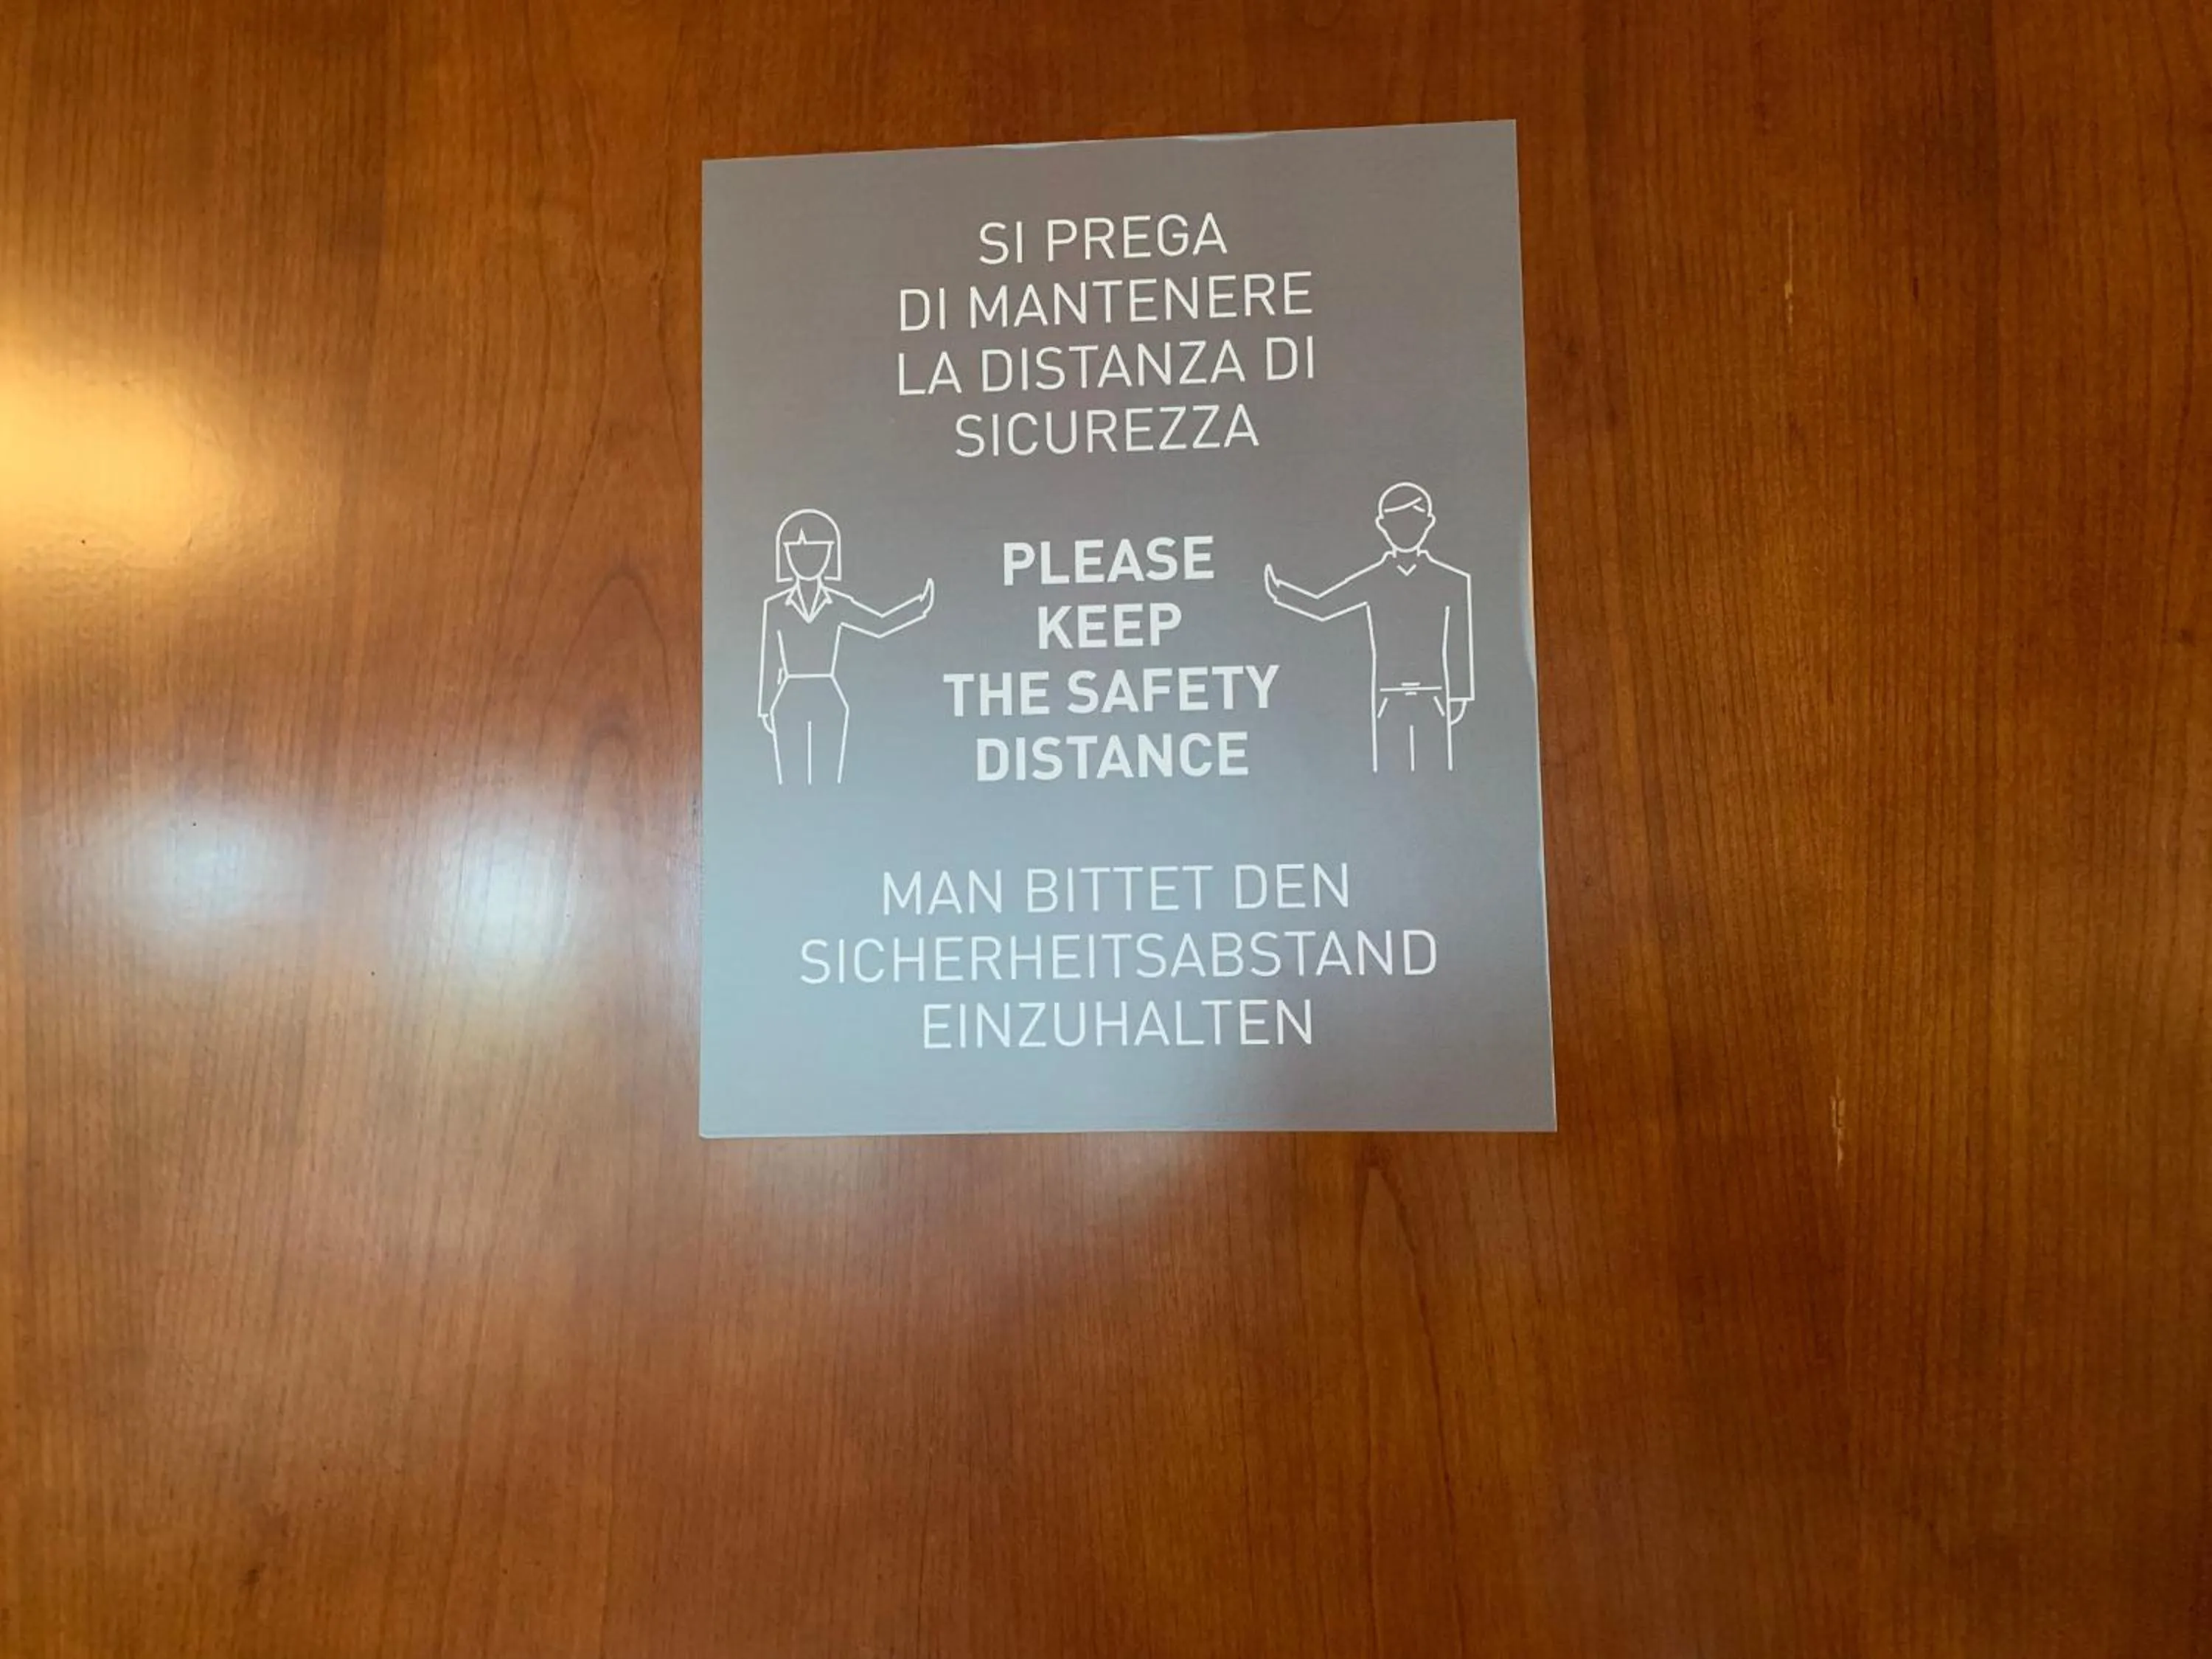 SI PREGA
DI MANTENERE
LA DISTANZA DI
SICUREZZA
PLEASE
KEEP
THE SAFETY
DISTANCE
MAN BITTET DEN
SICHERHEITSABSTAND
EINZUHALTEN